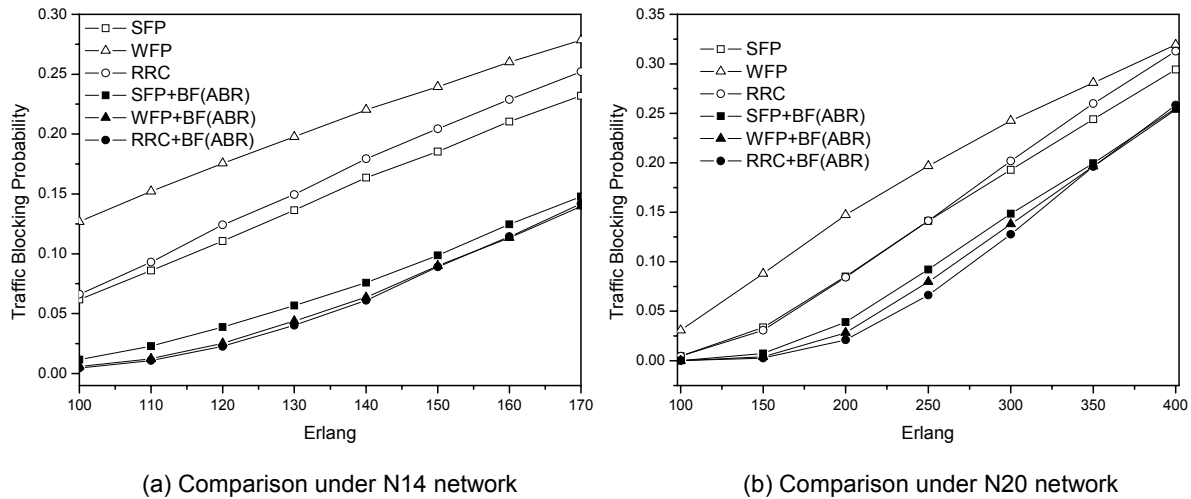 0.30
0.25
0.20
0.15
0.10
0.05
0.00
Traffic Blocking Probability
SFP
WFP
RRC
SFP+BF(ABR)
WFP+BF(ABR)
RRC+BF(ABR)
100 110 120 130 140 150 160 170
Erlang
(a) Comparison under N14 network
0.35
0.30
0.25
0.20
0.15
0.10
0.05
0.00
Traffic Blocking Probability
SFP
WFP
RRC
SFP+BF(ABR)
WFP+BF(ABR)
RRC+BF(ABR)
100 150 200 250 300 350 400
Erlang
(b) Comparison under N20 network